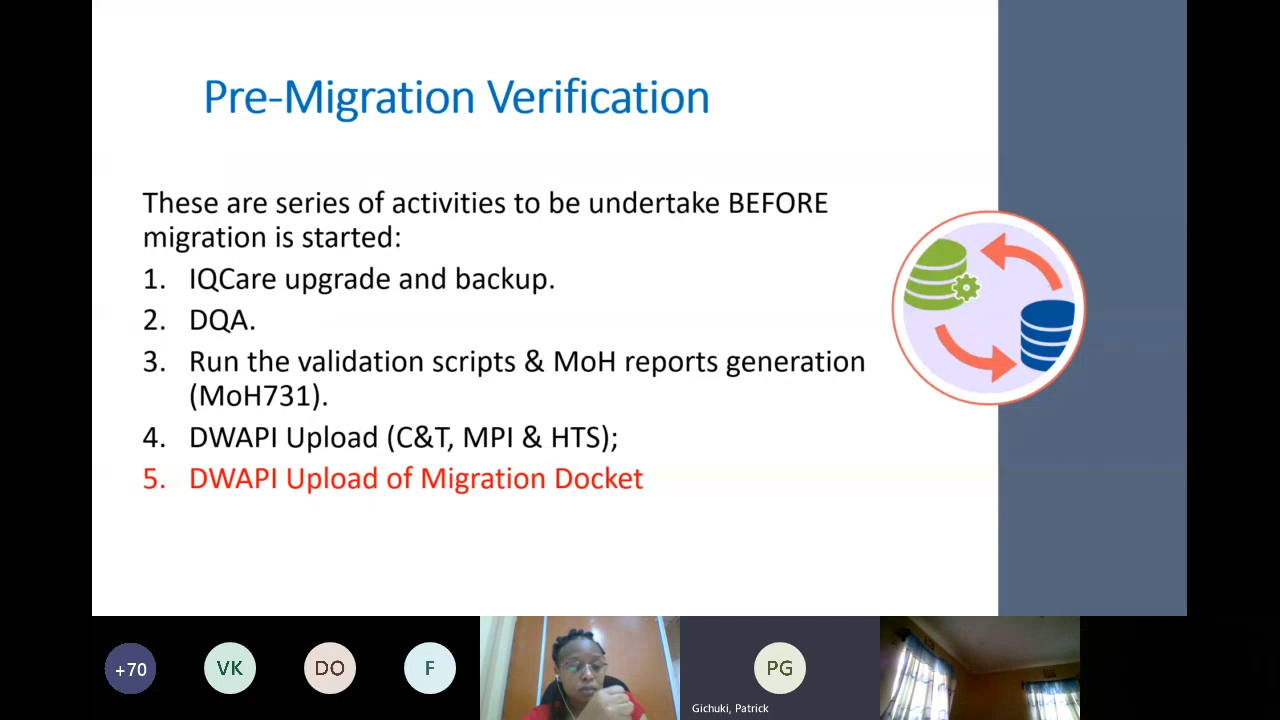 Pre-Migration Verification
These are series of activities to be undertake BEFORE
migration is started:
1. IQCare upgrade and backup.
2. DQA.
3. Run the validation scripts & MoH reports generation
(MoH731).
4. DWAPI Upload (C&T, MPI & HTS);
5. DWAPI Upload of Migration Docket
+70
VK
DO
F
PG
Gichuki, Patrick